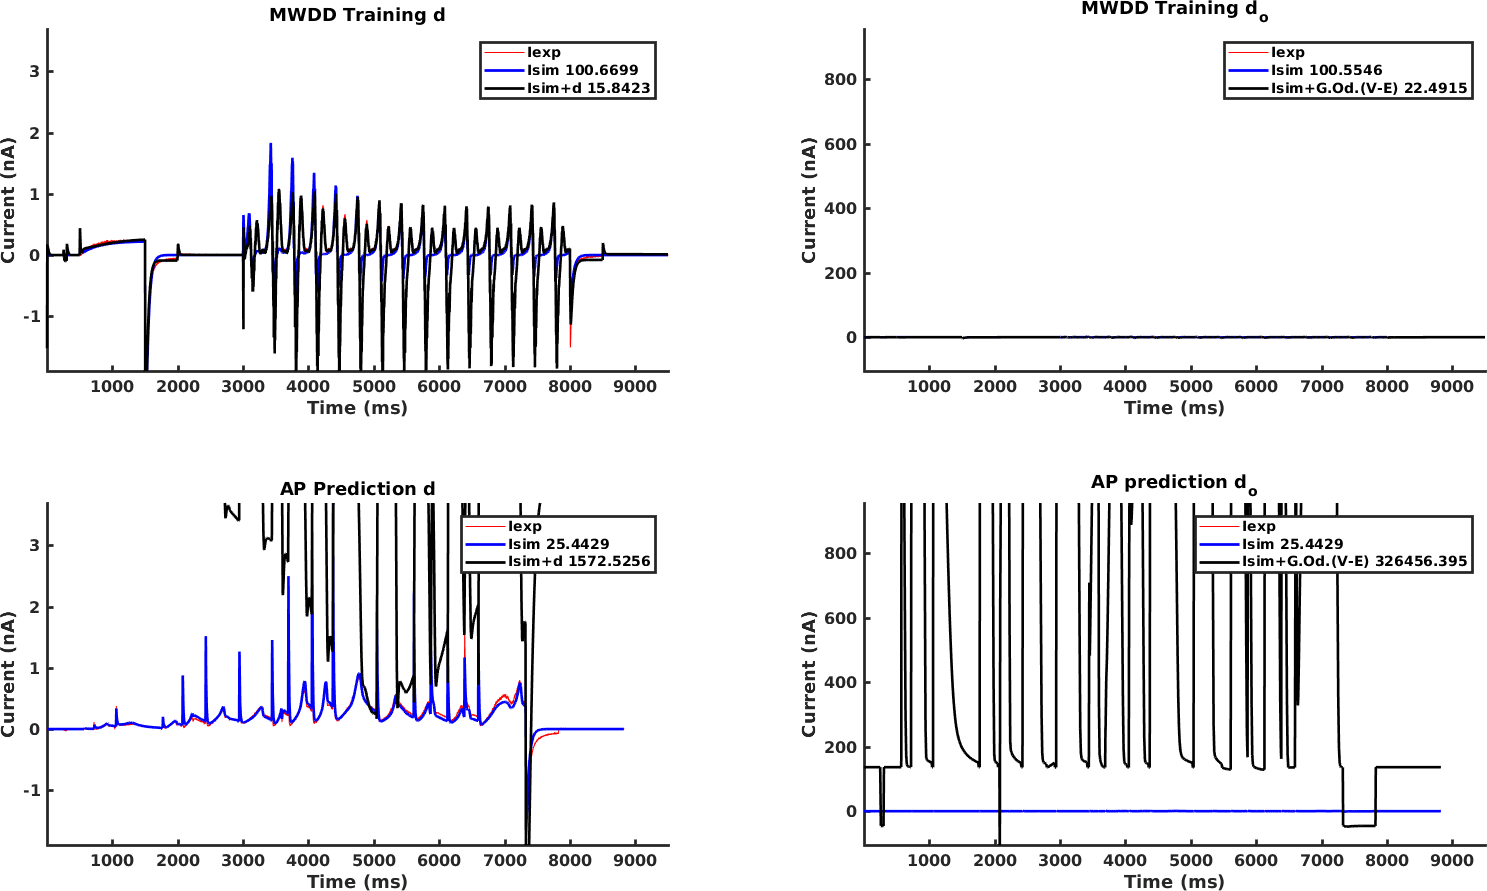 MWDD Training d
Current (nA)
3
2
1
0
-1
Iexp
Isim 100.6699
Isim+d 15.8423
1000 2000 3000 4000 5000 6000 7000 8000 9000
Time (ms)
MWDD Training do
Current (nA)
800
600
400
200
0
Iexp
Isim 100.5546
Isim+G.Od.(V-E) 22.4915
1000 2000 3000 4000 5000 6000 7000 8000 9000
Time (ms)
AP Prediction d
Current (nA)
3
2
1
0
-1
Iexp
Isim 25.4429
Isim+d 1572.5256
1000 2000 3000 4000 5000 6000 7000 8000 9000
Time (ms)
AP prediction do
Current (nA)
800
600
400
200
0
Iexp
Isim 25.4429
Isim+G.Od.(V-E) 326456.395
1000 2000 3000 4000 5000 6000 7000 8000 9000
Time (ms)